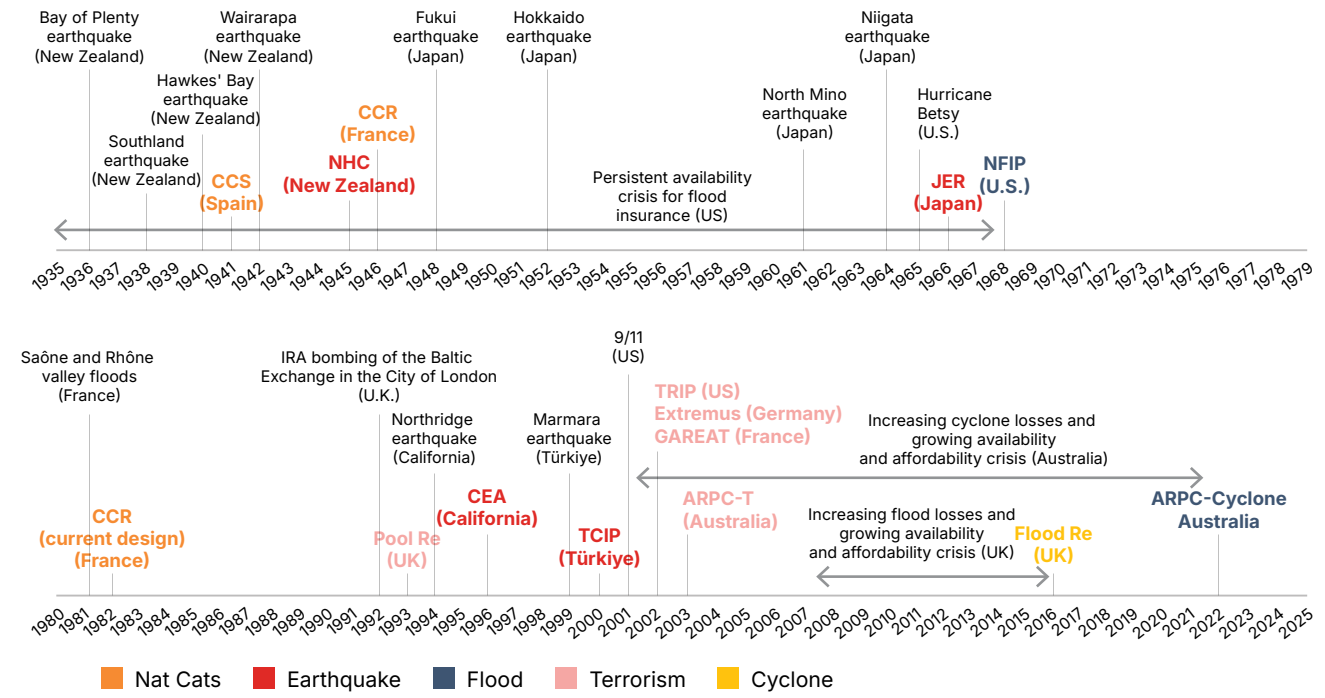 Bay of Plenty
earthquake
(New Zealand)
Wairarapa
earthquake
(New Zealand)
Fukui
earthquake
(Japan)
Hokkaido
earthquake
(Japan)
Niigata
earthquake
(Japan)
Hawkes' Bay
earthquake
(New Zealand)
North Mino
earthquake
(Japan)
Hurricane
Betsy
(U.S.)
CCR
(France)
Southland
earthquake
(New Zealand)
NHC
(New Zealand)
NFIP
(U.S.)
CCS
(Spain)
Persistent availability
crisis for flood
insurance (US)
JER
(Japan)
1935 1936 1937 1938 1939 1940 1941 1942 1943 1944 1945 1946 1947 1948 1949 1950 1951 1952 1953 1954 1955 1956 1957 1958 1959 1960 1961 1962 1963 1964 1965 1966 1967 1968 1969 1970 1971 1972 1973 1974 1975 1976 1977 1978 1979
9/11
(US)
Saône and Rhône
valley floods
(France)
IRA bombing of the Baltic
Exchange in the City of London
(U.K.)
TRIP (US)
Extremus (Germany)
GAREAT (France)
Northridge
earthquake
(California)
Marmara
earthquake
(Türkiye)
Increasing cyclone losses and
growing availability
and affordability crisis (Australia)
CEA
(California)
ARPC-T
(Australia)
ARPC-Cyclone
Australia
CCR
(current design)
(France)
Pool Re
(UK)
TCIP
(Türkiye)
Increasing flood losses and
growing availability
and affordability crisis (UK)
Flood Re
(UK)
1980 1981 1982 1983 1984 1985 1986 1987 1988 1989 1990 1991 1992 1993 1994 1995 1996 1997 1998 1999 2000 2001 2002 2003 2004 2005 2006 2007 2008 2009 2010 2011 2012 2013 2014 2015 2016 2017 2018 2019 2020 2021 2022 2023 2024 2025
Nat Cats
Earthquake
Flood
Terrorism
Cyclone